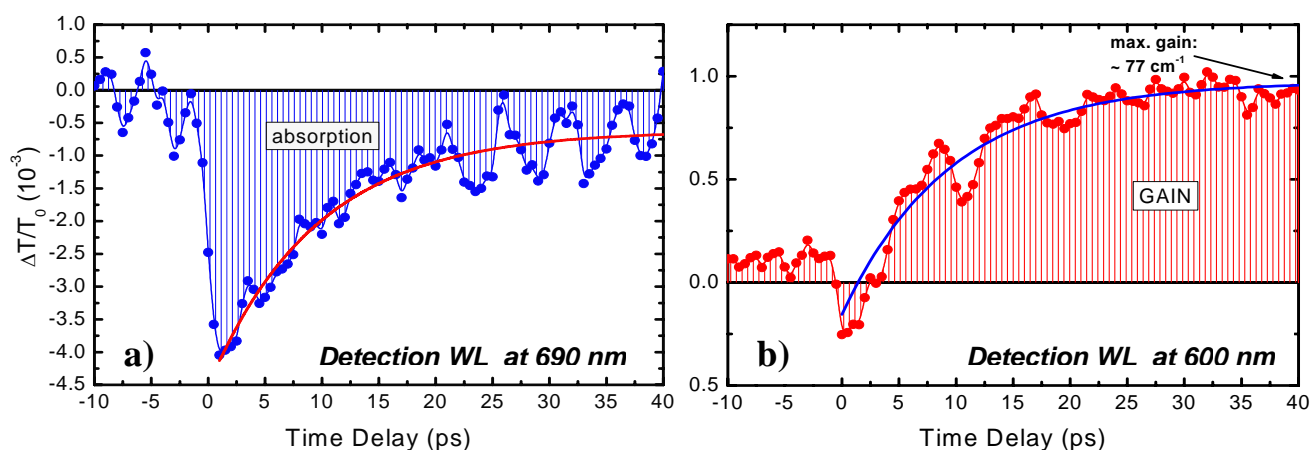 1.0
0.5
0.0
-0.5
-1.0
-1.5
-2.0
-2.5
-3.0
-3.5
-4.0
-4.5
ΔT/T₀ (10⁻³)
absorption
a)
Detection WL at 690 nm
-10 -5 0 5 10 15 20 25 30 35 40
Time Delay (ps)
max. gain:
~ 77 cm⁻¹
1.0
0.5
0.0
0.5
GAIN
b)
Detection WL at 600 nm
-10 -5 0 5 10 15 20 25 30 35 40
Time Delay (ps)